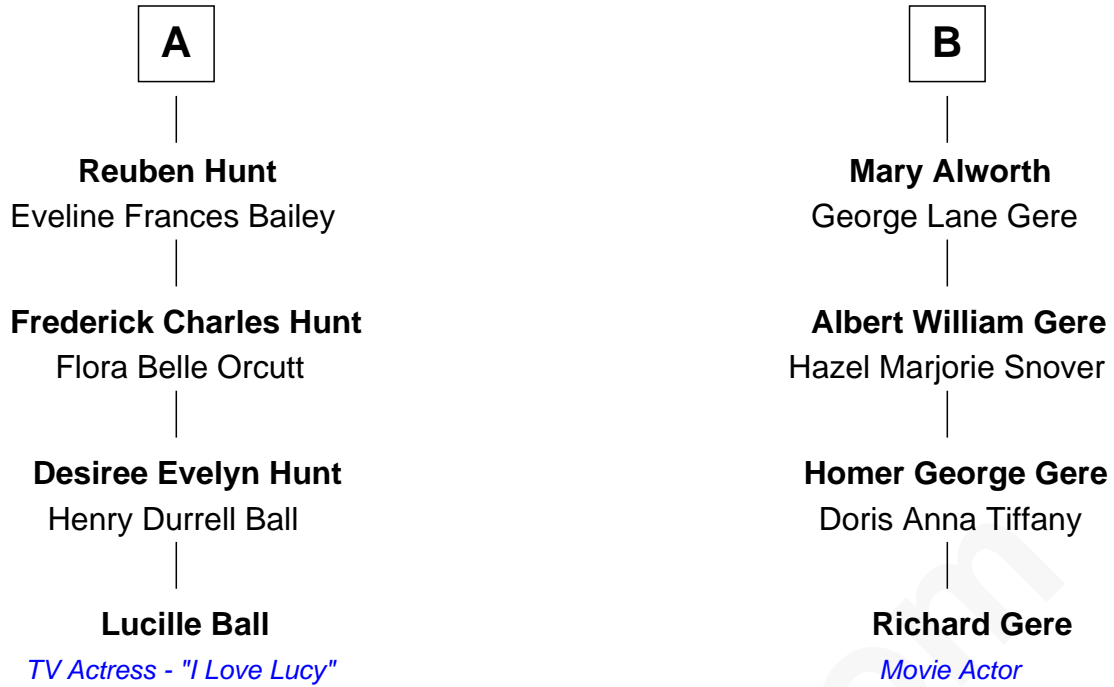 A
B
Reuben Hunt
Eveline Frances Bailey
Mary Alworth
George Lane Gere
Frederick Charles Hunt
Flora Belle Orcutt
Albert William Gere
Hazel Marjorie Snover
Desiree Evelyn Hunt
Henry Durrell Ball
Homer George Gere
Doris Anna Tiffany
Lucille Ball
TV Actress - "I Love Lucy"
Richard Gere
Movie Actor